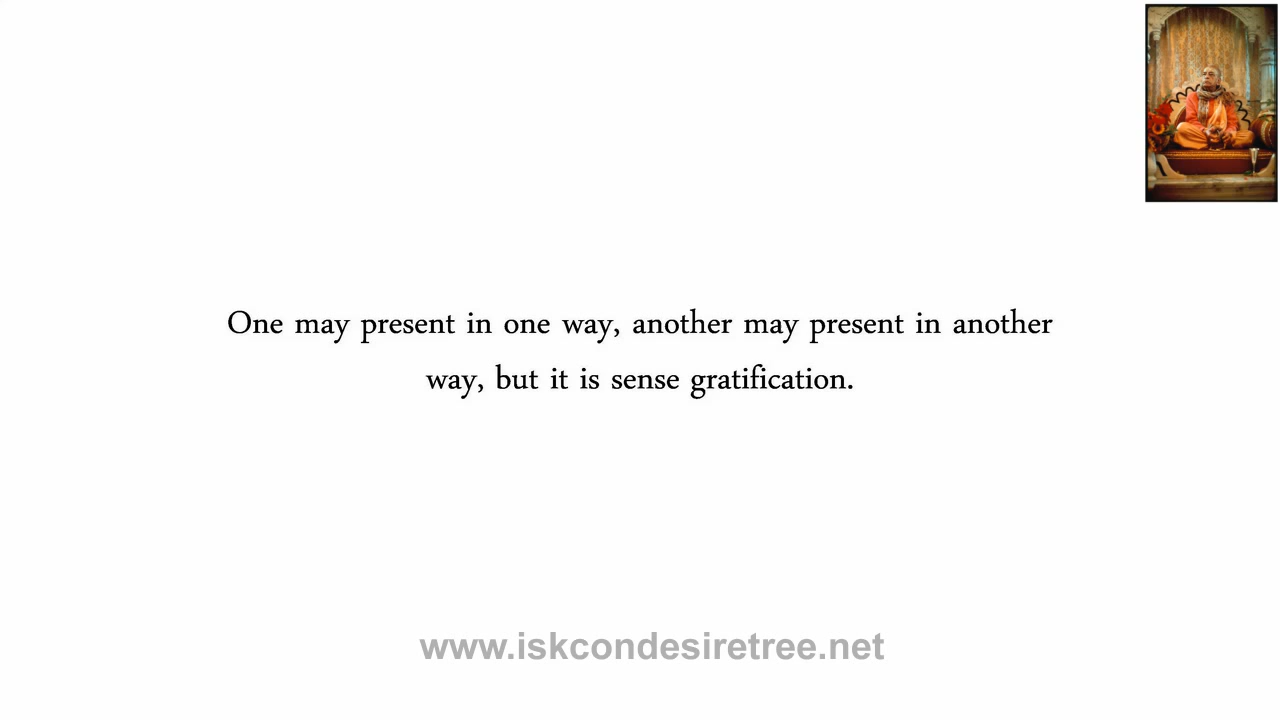 One may present in one way, another may present in another
way, but it is sense gratification.
www.iskcondesiretree.net